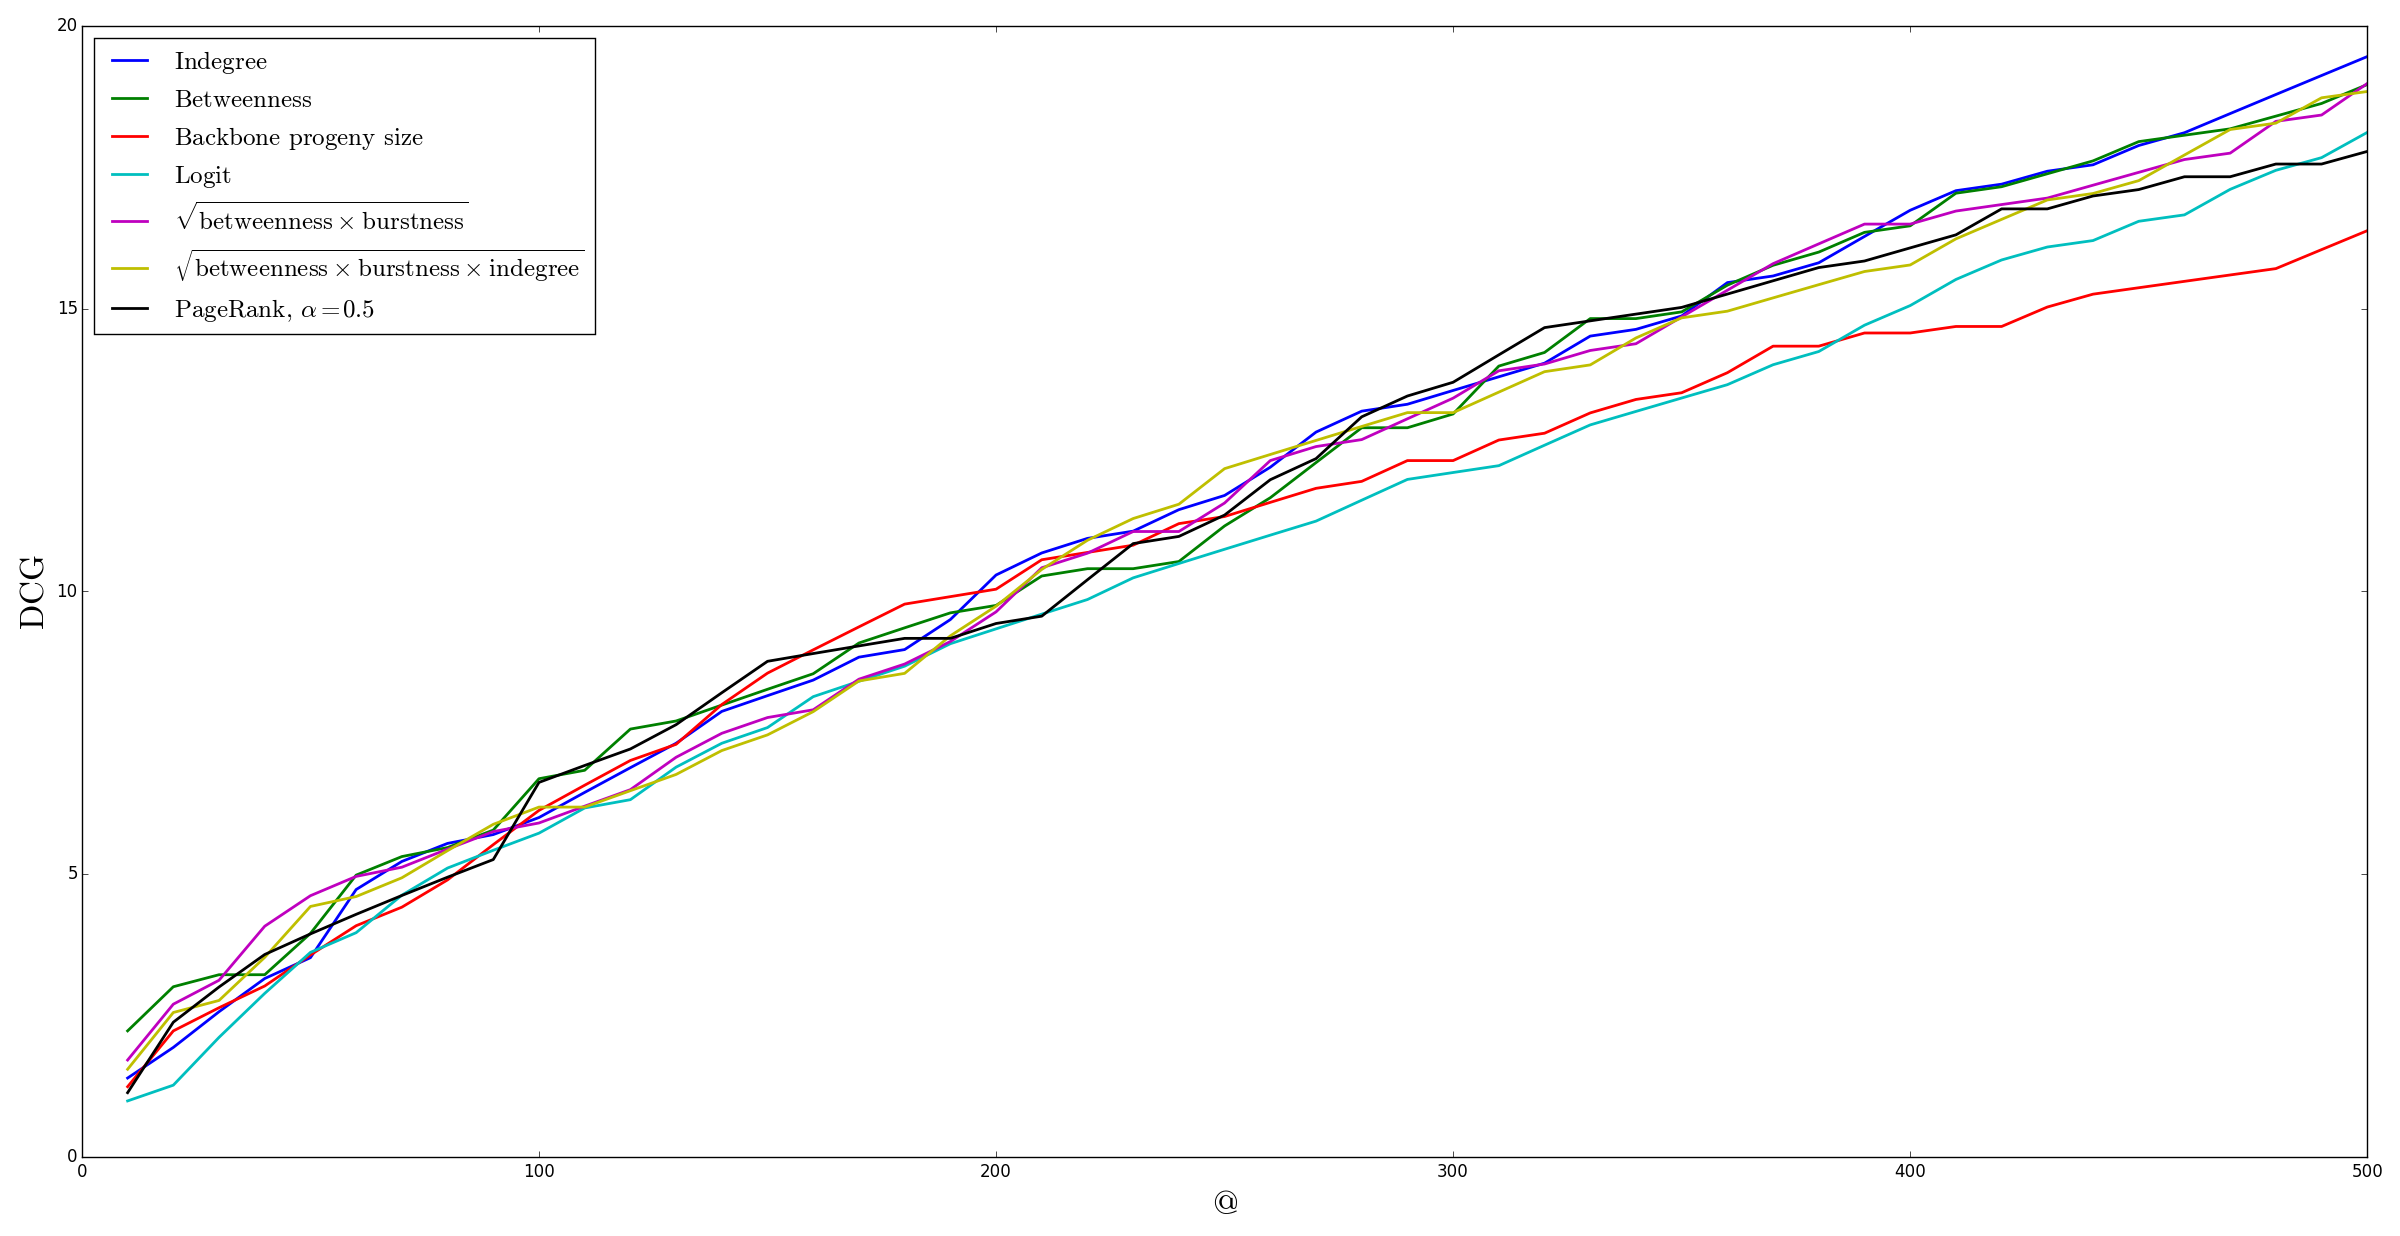 20
15
10
5
0
0 100 200 300 400 500
DCG
@
Indegree
Betweenness
Backbone progeny size
Logit
√betweenness × burstness
√betweenness × burstness × indegree
PageRank, α=0.5